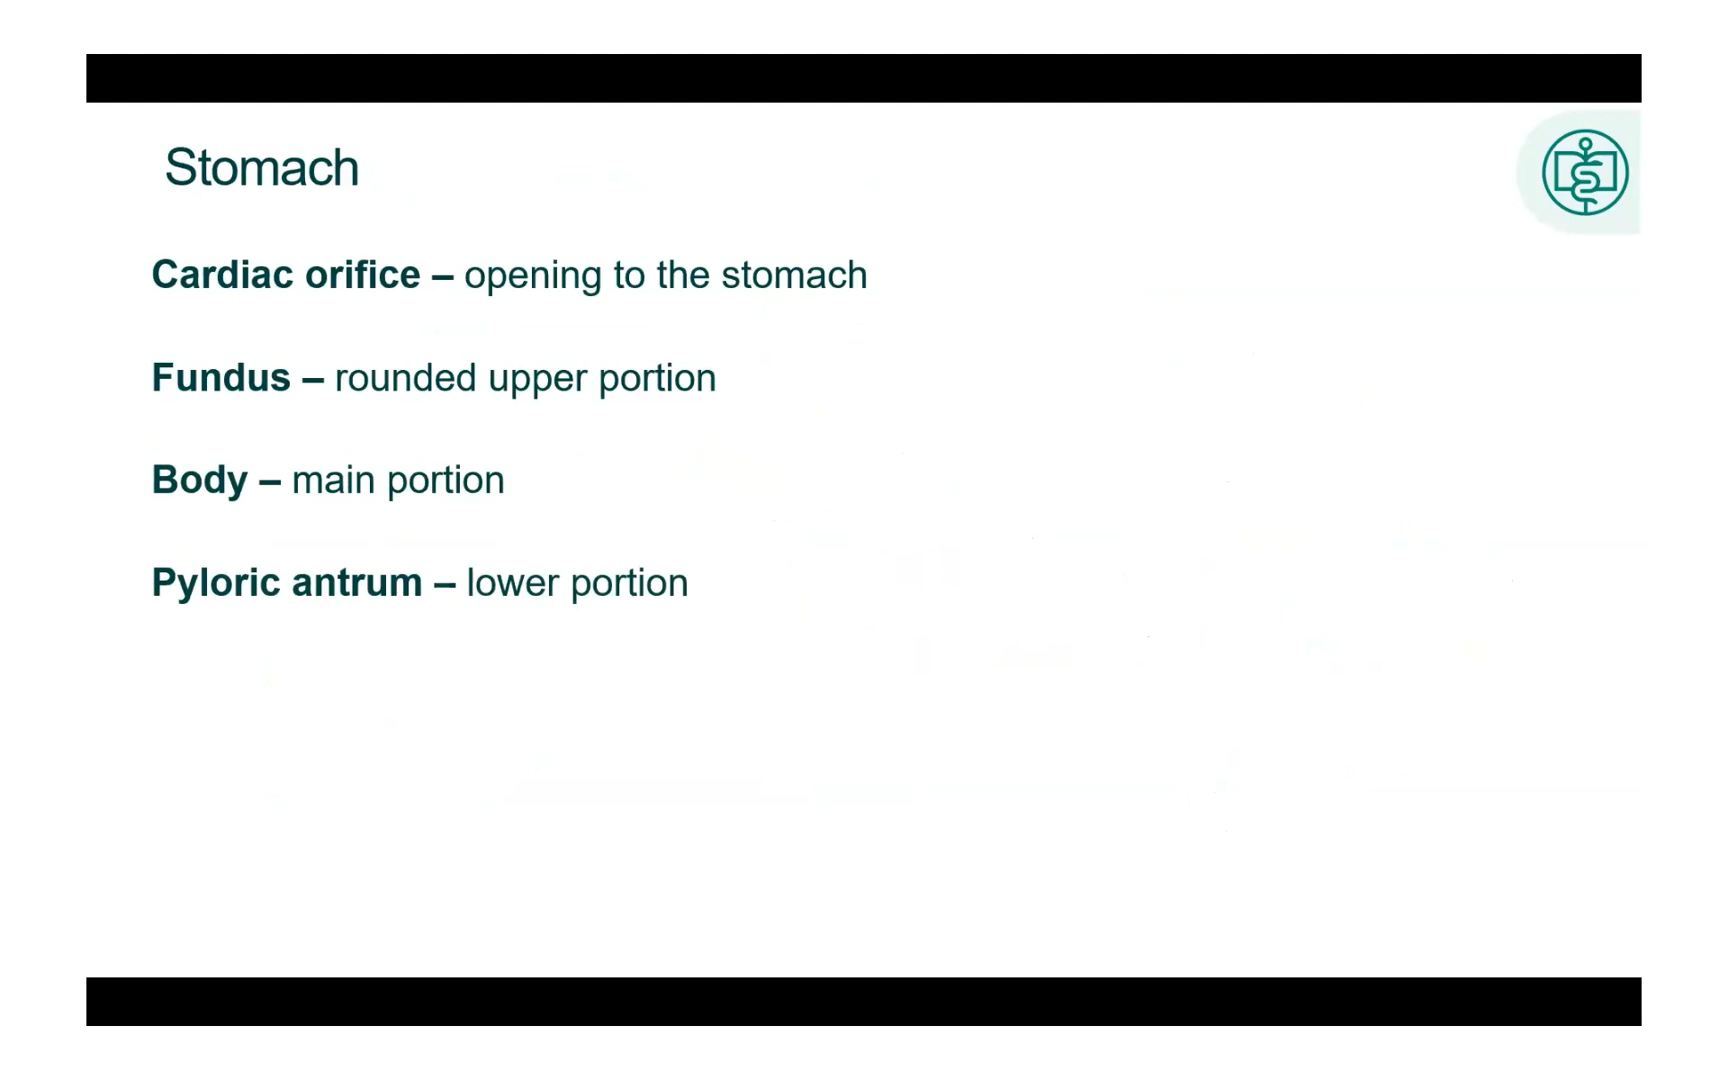 Stomach
Cardiac orifice – opening to the stomach
Fundus – rounded upper portion
Body – main portion
Pyloric antrum – lower portion